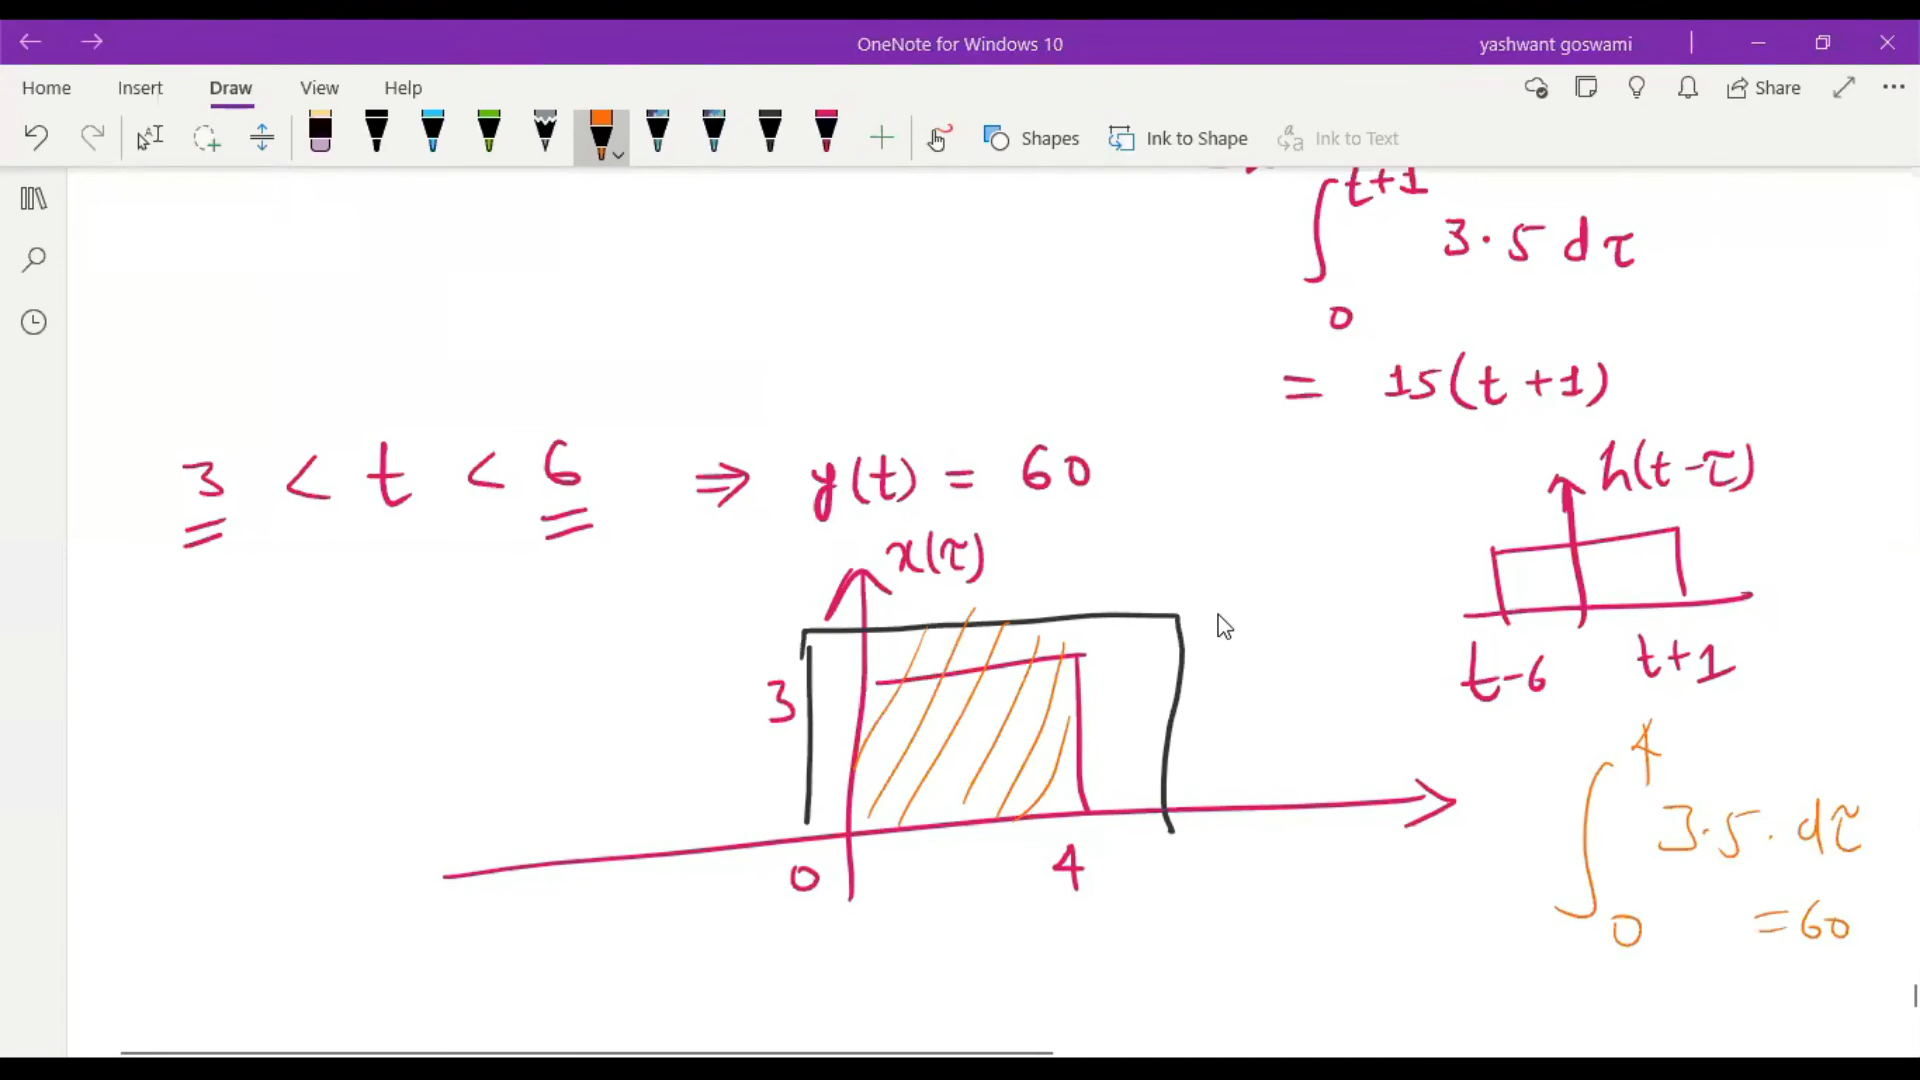 OneNote for Windows 10
yashwant goswami
Home Insert Draw View Help
Share
Shapes Ink to Shape Ink to Text
∫ t+1 3·5 dτ
0
= 15(t+1)
3 < t < 6 ⇒ y(t) = 60
h(t-τ)
x(τ)
3
t-6 t+1
0 4
∫ 4 3·5·dτ
0 = 60